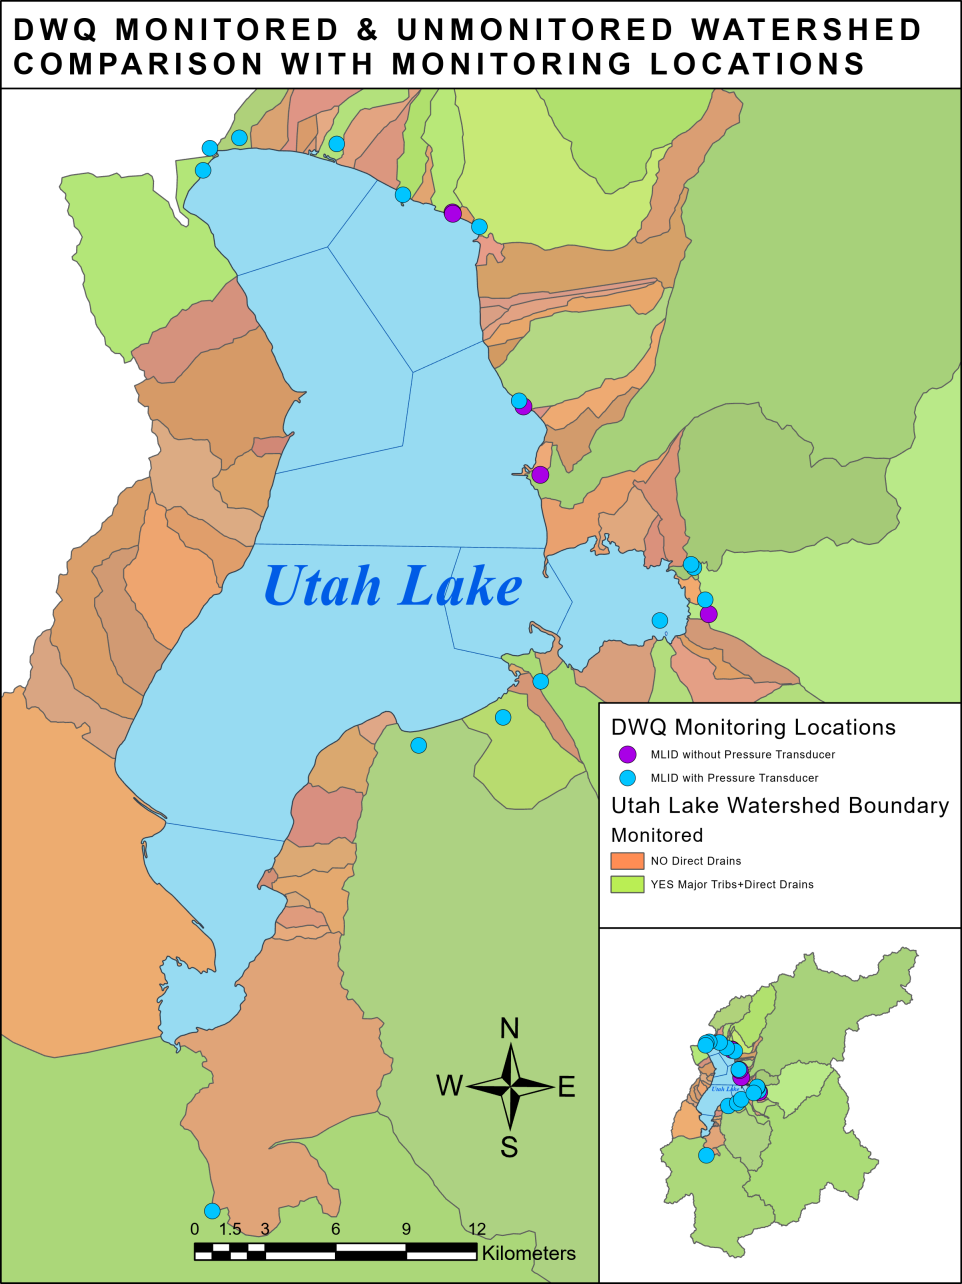 DWQ MONITORED & UNMONITORED WATERSHED
COMPARISON WITH MONITORING LOCATIONS
Utah Lake
DWQ Monitoring Locations
MLID without Pressure Transducer
MLID with Pressure Transducer
Utah Lake Watershed Boundary
Monitored
NO Direct Drains
YES Major Tribs+Direct Drains
N
W E
S
0 1.5 3 6 9 12
Kilometers
Utah Lake